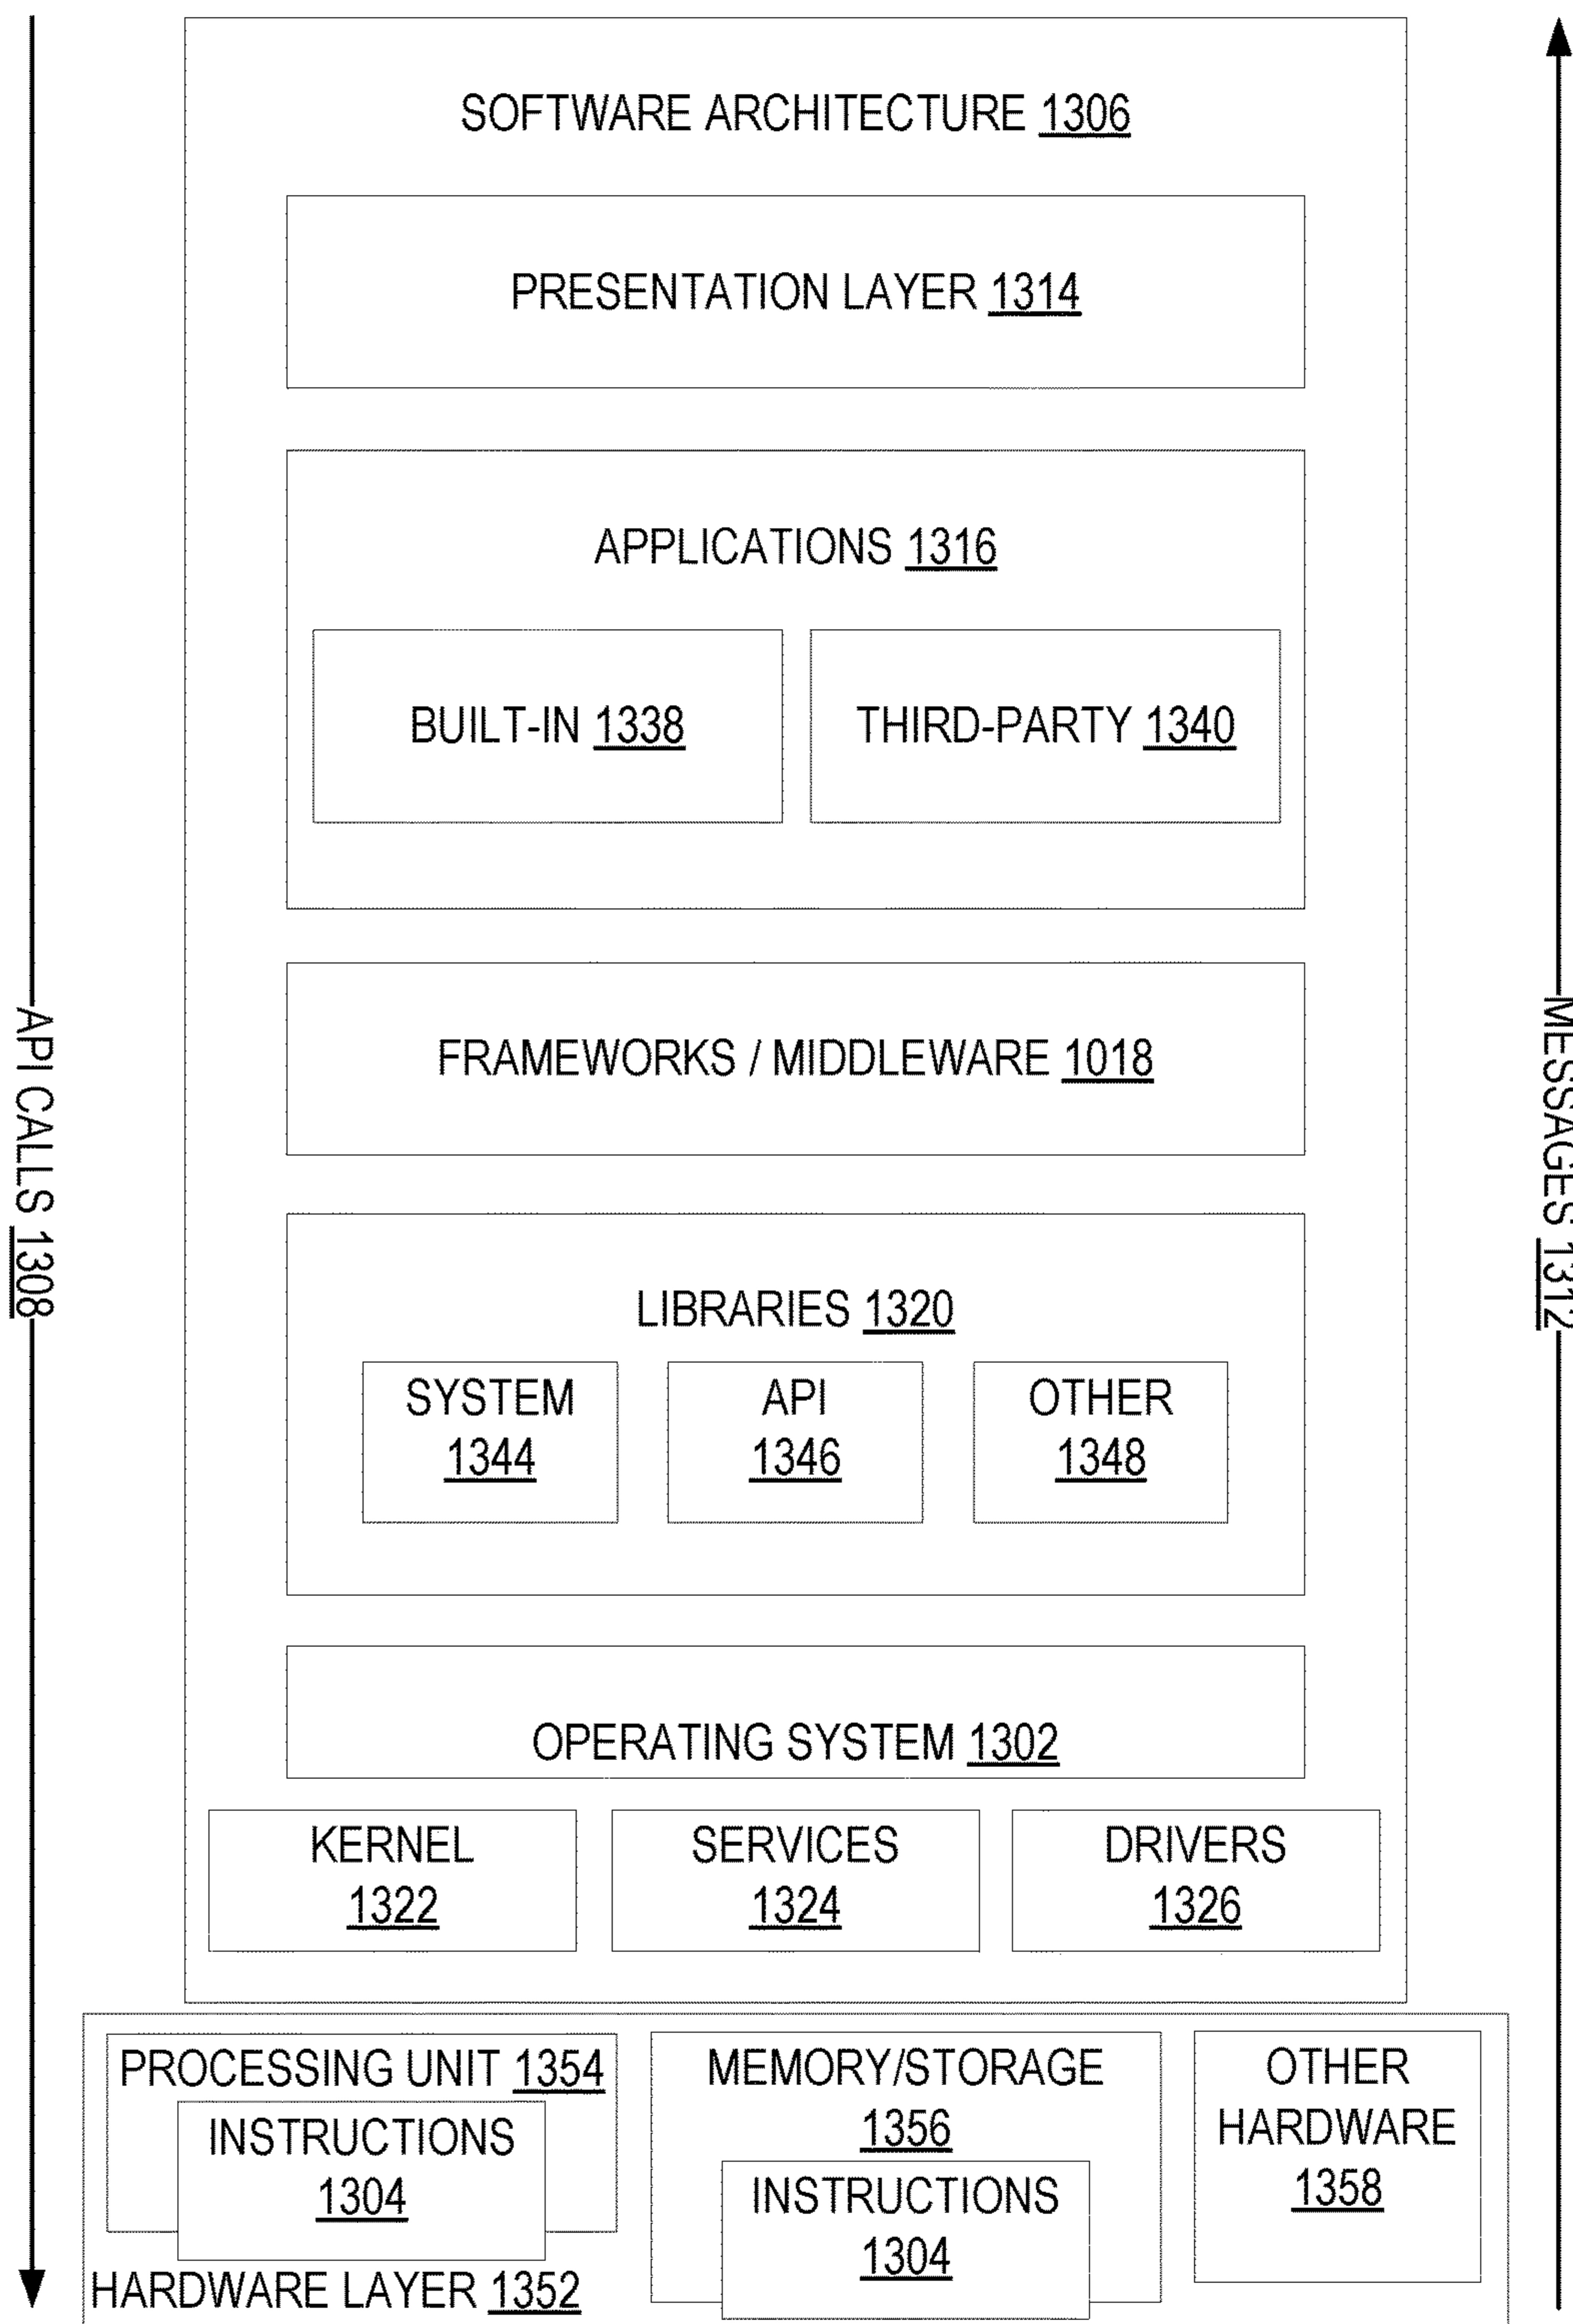 SOFTWARE ARCHITECTURE 1306
PRESENTATION LAYER 1314
APPLICATIONS 1316
BUILT-IN 1338
THIRD-PARTY 1340
FRAMEWORKS / MIDDLEWARE 1018
API CALLS 1308
MESSAGES 1312
LIBRARIES 1320
SYSTEM
1344
API
1346
OTHER
1348
OPERATING SYSTEM 1302
KERNEL
1322
SERVICES
1324
DRIVERS
1326
PROCESSING UNIT 1354
INSTRUCTIONS
1304
MEMORY/STORAGE
1356
INSTRUCTIONS
1304
OTHER
HARDWARE
1358
HARDWARE LAYER 1352